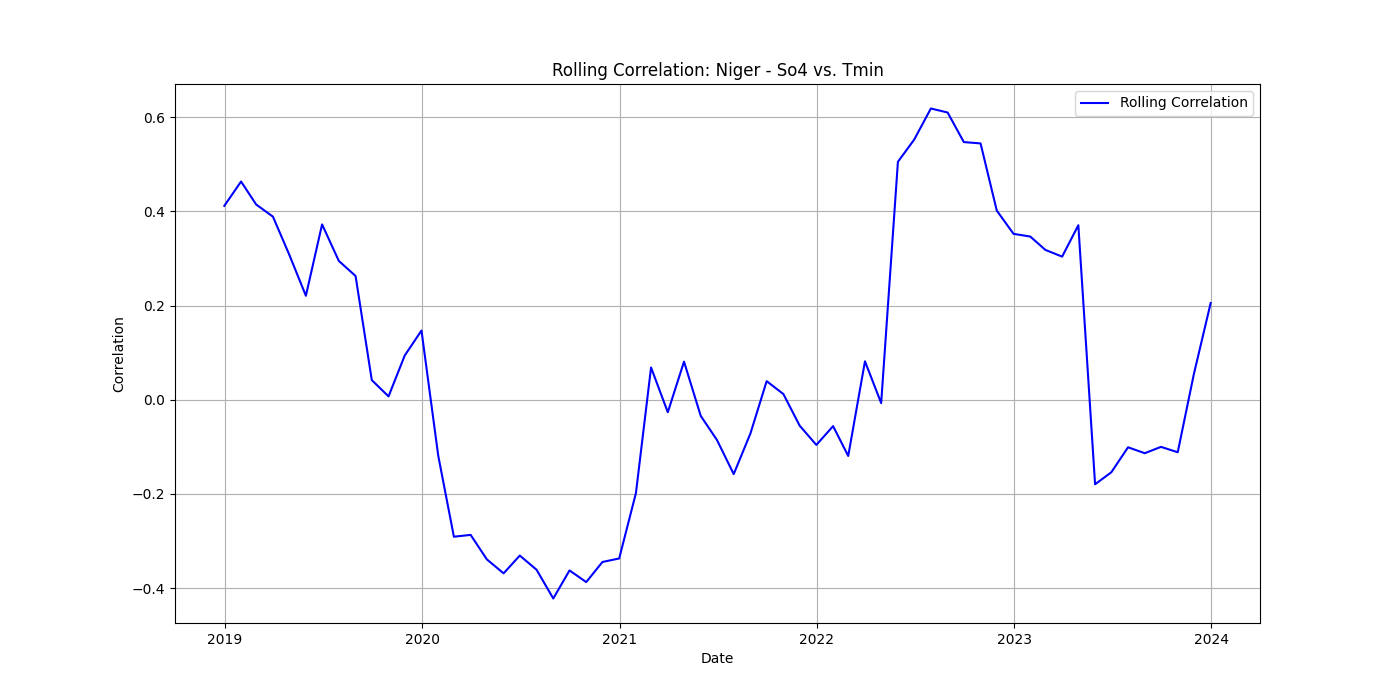 Rolling Correlation: Niger - So4 vs. Tmin
Rolling Correlation
0.6
0.4
0.2
0.0
−0.2
−0.4
Correlation
2019 2020 2021 2022 2023 2024
Date